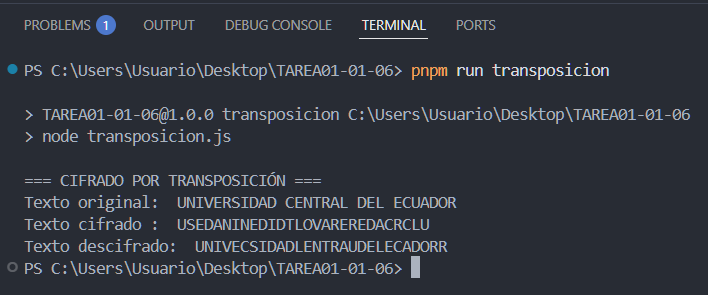 PROBLEMS 1 OUTPUT DEBUG CONSOLE TERMINAL PORTS
PS C:\Users\Usuario\Desktop\TAREA01-01-06> pnpm run transposicion
> TAREA01-01-06@1.0.0 transposicion C:\Users\Usuario\Desktop\TAREA01-01-06
> node transposicion.js
=== CIFRADO POR TRANSPOSICIÓN ===
Texto original:  UNIVERSIDAD CENTRAL DEL ECUADOR
Texto cifrado :  USEDANINEDIDTLOVAREREDACRCLU
Texto descifrado:  UNIVECSIDADLENTRAUDELECADORR
PS C:\Users\Usuario\Desktop\TAREA01-01-06>